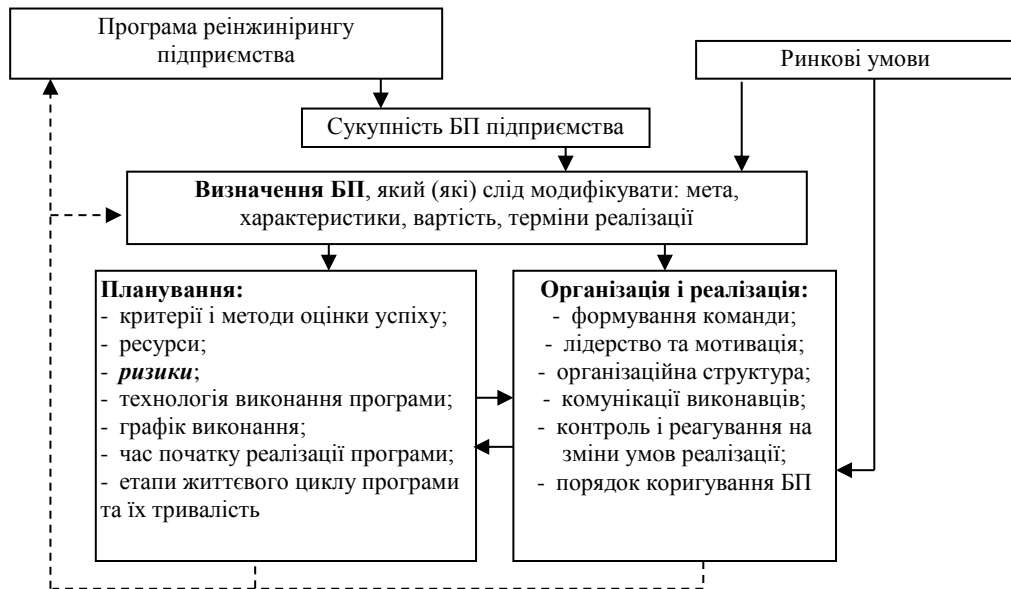 Програма реінжинірингу
підприємства
Ринкові умови
Сукупність БП підприємства
Визначення БП, який (які) слід модифікувати: мета,
характеристики, вартість, терміни реалізації
Планування:
- критерії і методи оцінки успіху;
- ресурси;
- ризики;
- технологія виконання програми;
- графік виконання;
- час початку реалізації програми;
- етапи життєвого циклу програми
та їх тривалість
Організація і реалізація:
- формування команди;
- лідерство та мотивація;
- організаційна структура;
- комунікації виконавців;
- контроль і реагування на
зміни умов реалізації;
- порядок коригування БП